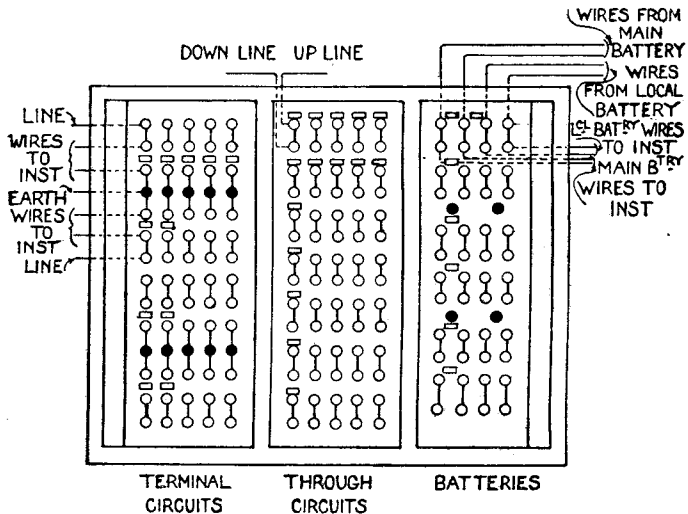 WIRES FROM
MAIN
BATTERY
WIRES
FROM LOCAL
BATTERY
LCL BATRY WIRES
TO INST
MAIN BTRY
WIRES TO
INST
DOWN LINE UP LINE
LINE
WIRES
TO
INST
EARTH
WIRES
TO
INST
LINE
TERMINAL
CIRCUITS
THROUGH
CIRCUITS
BATTERIES